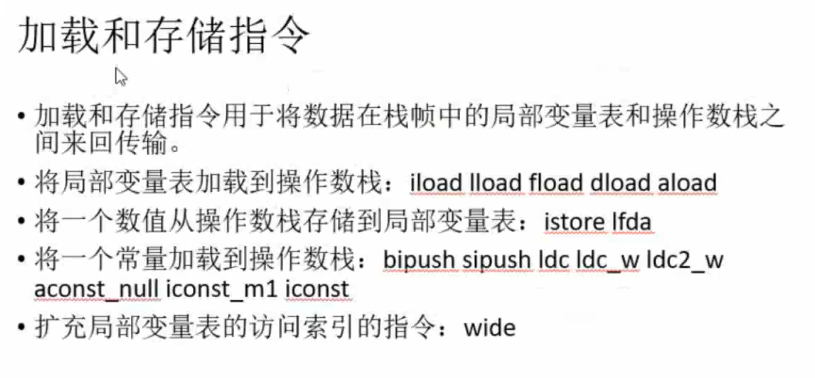 加载和存储指令
• 加载和存储指令用于将数据在栈帧中的局部变量表和操作数栈之
间来回传输。
• 将局部变量表加载到操作数栈：iload lload fload dload aload
• 将一个数值从操作数栈存储到局部变量表：istore lfda
• 将一个常量加载到操作数栈：bipush sipush ldc ldc_w ldc2_w
aconst_null iconst_m1 iconst
• 扩充局部变量表的访问索引的指令：wide